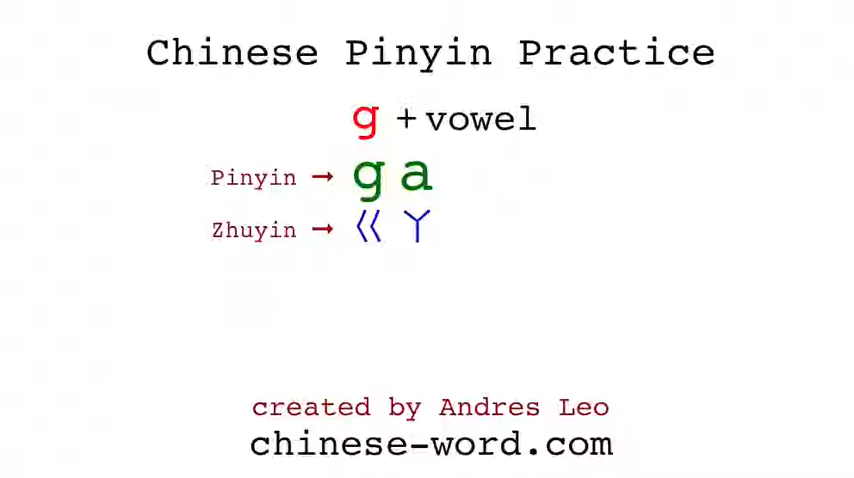 Chinese Pinyin Practice
g + vowel
Pinyin → g a
Zhuyin → ㄍ ㄚ
created by Andres Leo
chinese-word.com